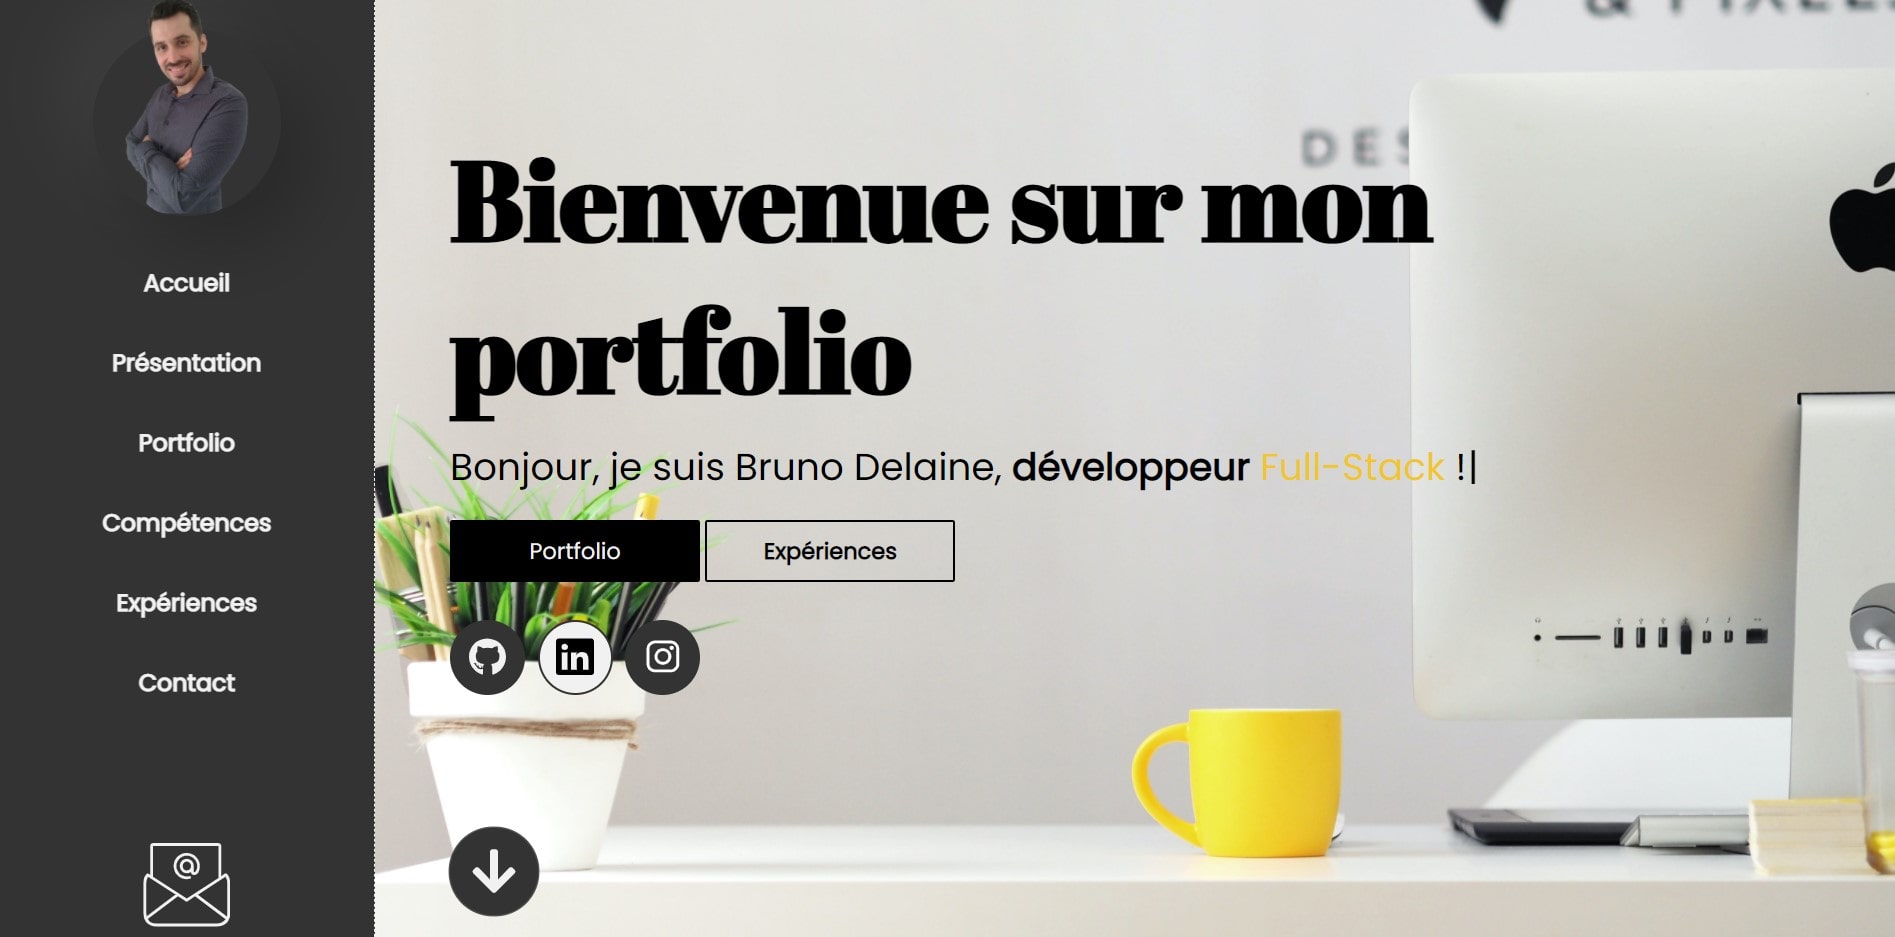 Accueil
Présentation
Portfolio
Compétences
Expériences
Contact
@
DES
Bienvenue sur mon
portfolio
Bonjour, je suis Bruno Delaine, développeur Full-Stack !|
Portfolio Expériences
in